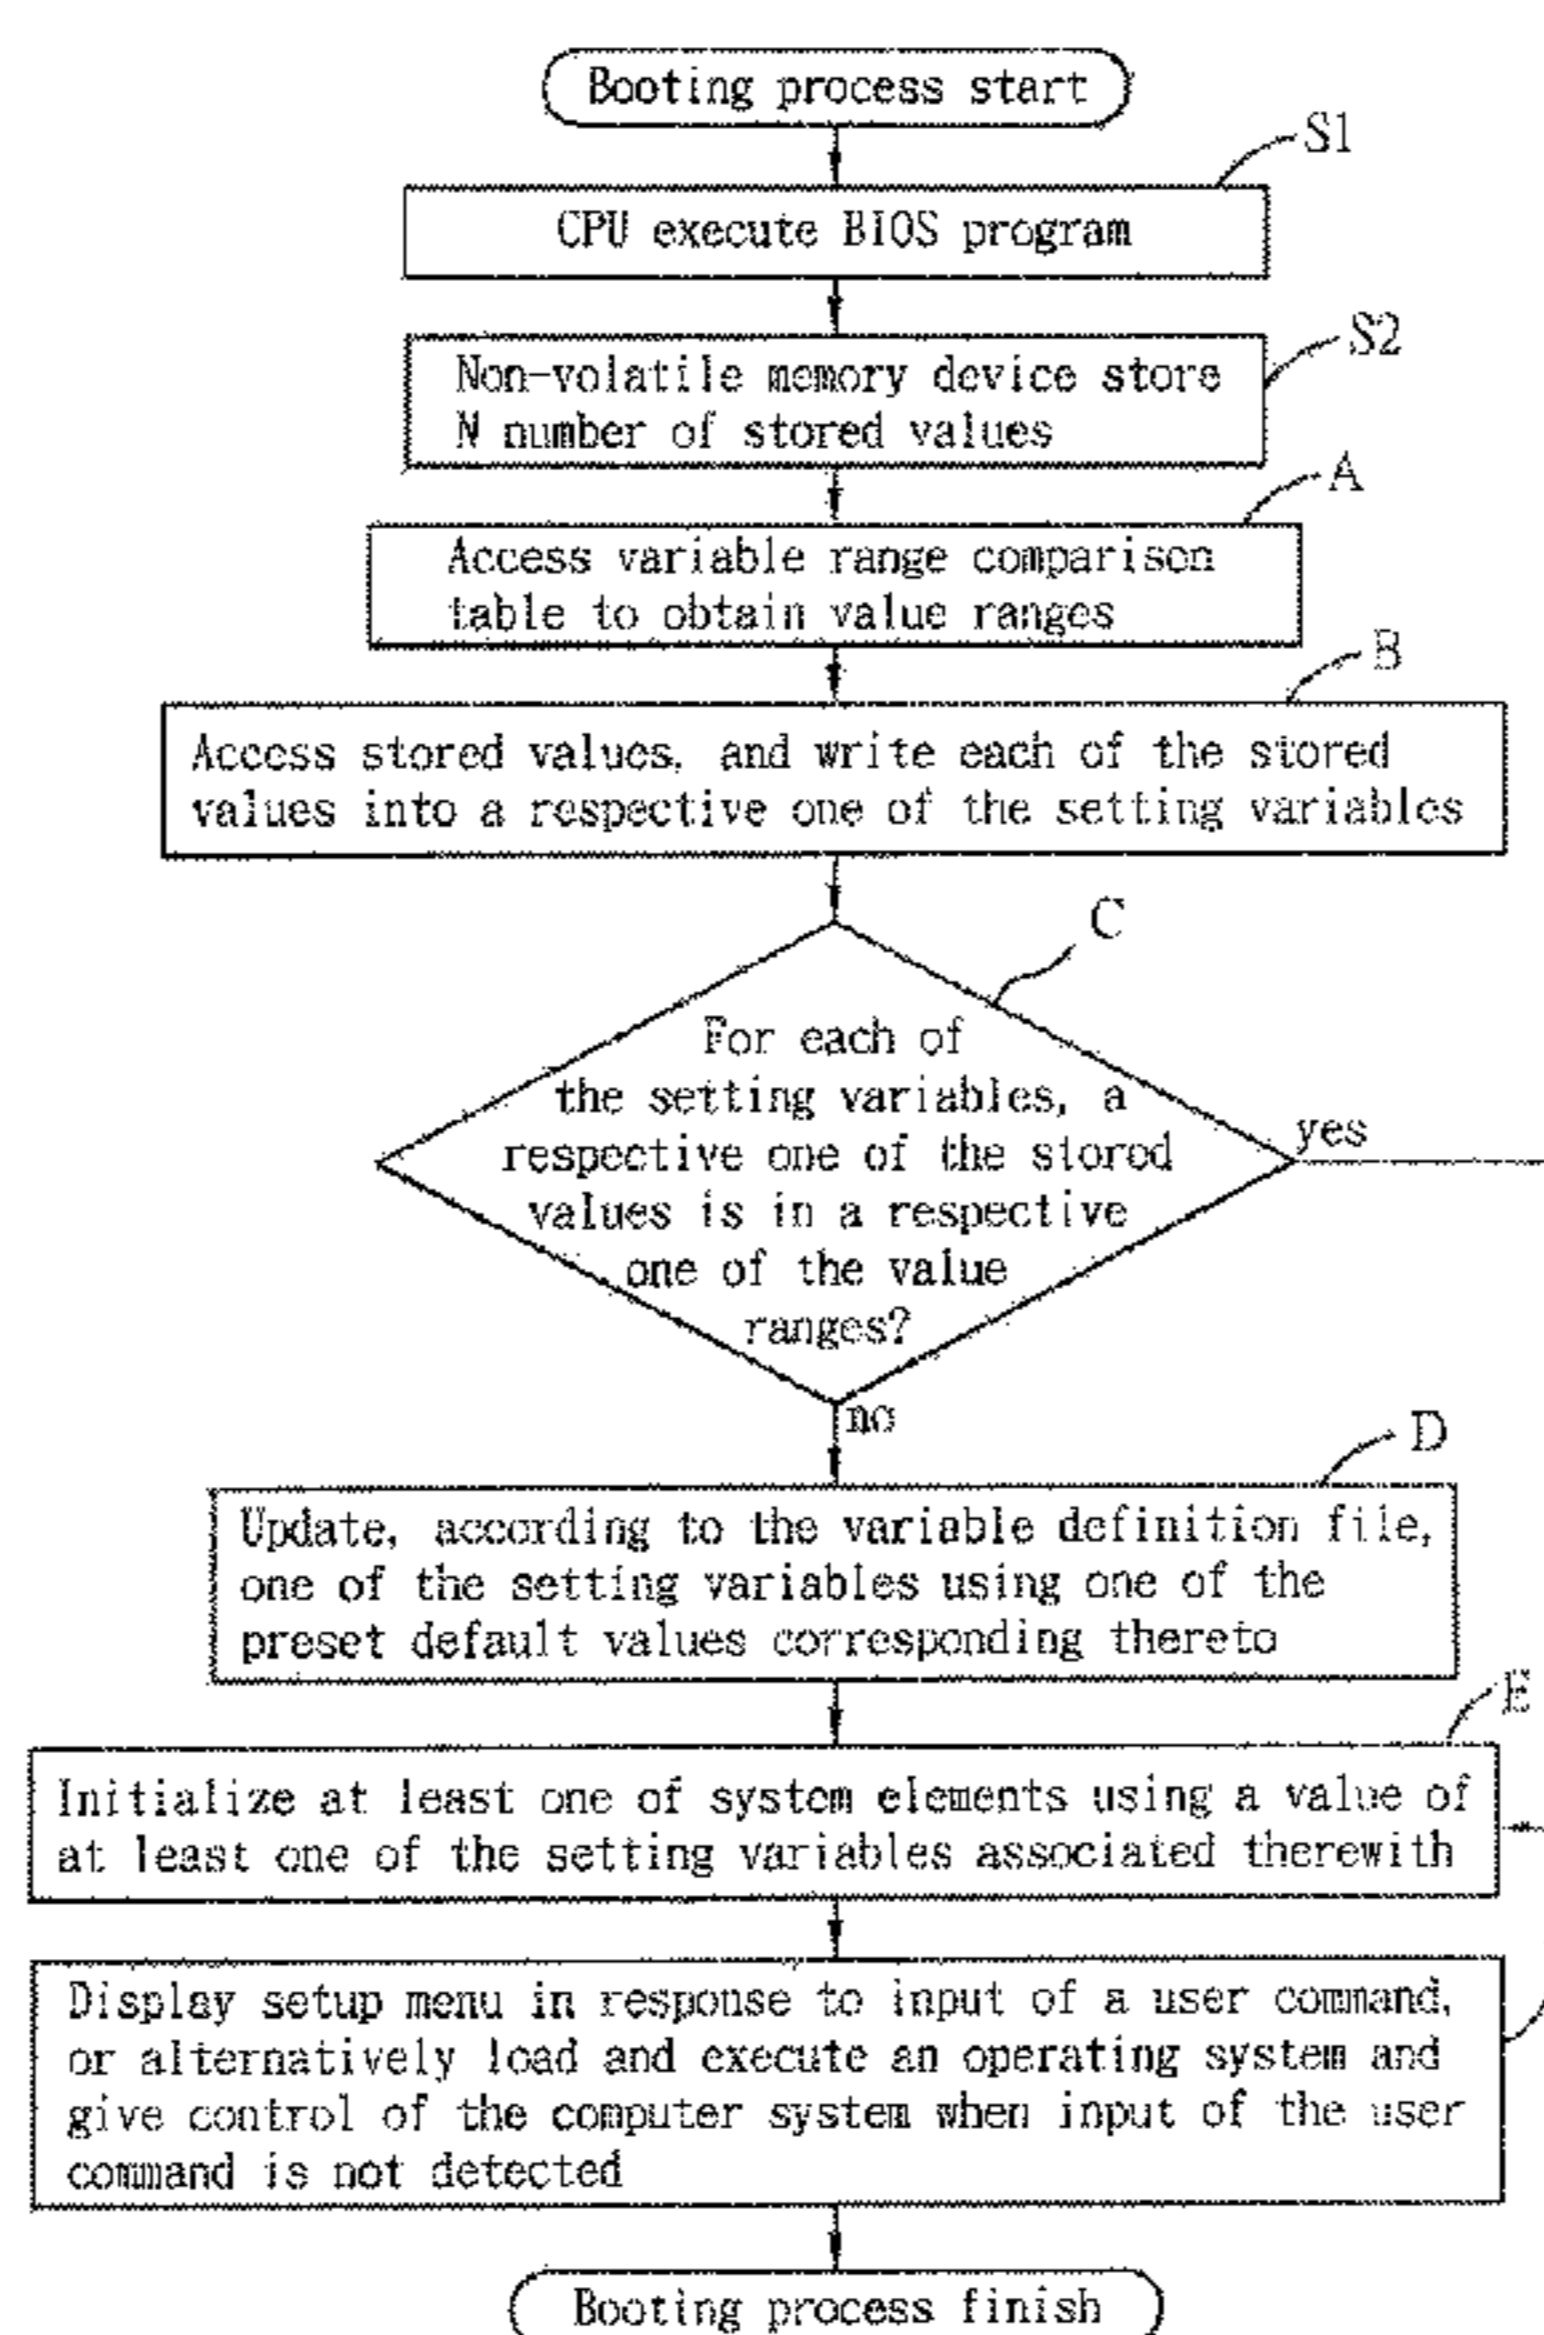 Booting process start
S1
CPU execute BIOS program
S2
Non-volatile memory device store
N number of stored values
A
Access variable range comparison
table to obtain value ranges
B
Access stored values, and write each of the stored
values into a respective one of the setting variables
C
For each of
the setting variables, a
respective one of the stored
values is in a respective
one of the value
ranges?
yes
no
D
Update, according to the variable definition file,
one of the setting variables using one of the
preset default values corresponding thereto
E
Initialize at least one of system elements using a value of
at least one of the setting variables associated therewith
Display setup menu in response to input of a user command,
or alternatively load and execute an operating system and
give control of the computer system when input of the user
command is not detected
Booting process finish